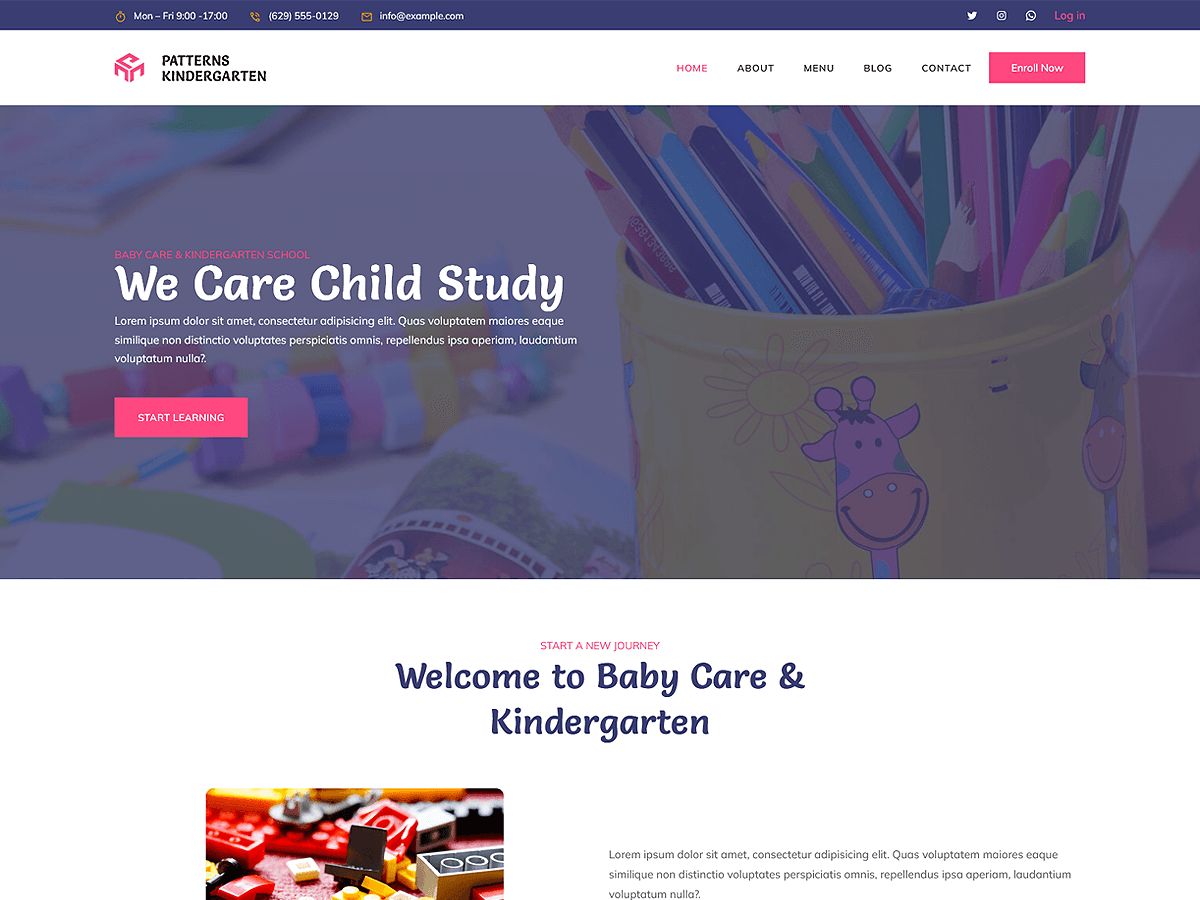 Mon – Fri 9:00 -17:00 (629) 555-0129 info@example.com Log in
PATTERNS
KINDERGARTEN
HOME ABOUT MENU BLOG CONTACT Enroll Now
BABY CARE & KINDERGARTEN SCHOOL
We Care Child Study
Lorem ipsum dolor sit amet, consectetur adipisicing elit. Quas voluptatem maiores eaque
similique non distinctio voluptates perspiciatis omnis, repellendus ipsa aperiam, laudantium
voluptatum nulla?.
START LEARNING
START A NEW JOURNEY
Welcome to Baby Care &
Kindergarten
Lorem ipsum dolor sit amet, consectetur adipisicing elit. Quas voluptatem maiores eaque
similique non distinctio voluptates perspiciatis omnis, repellendus ipsa aperiam, laudantium
voluptatum nulla?.